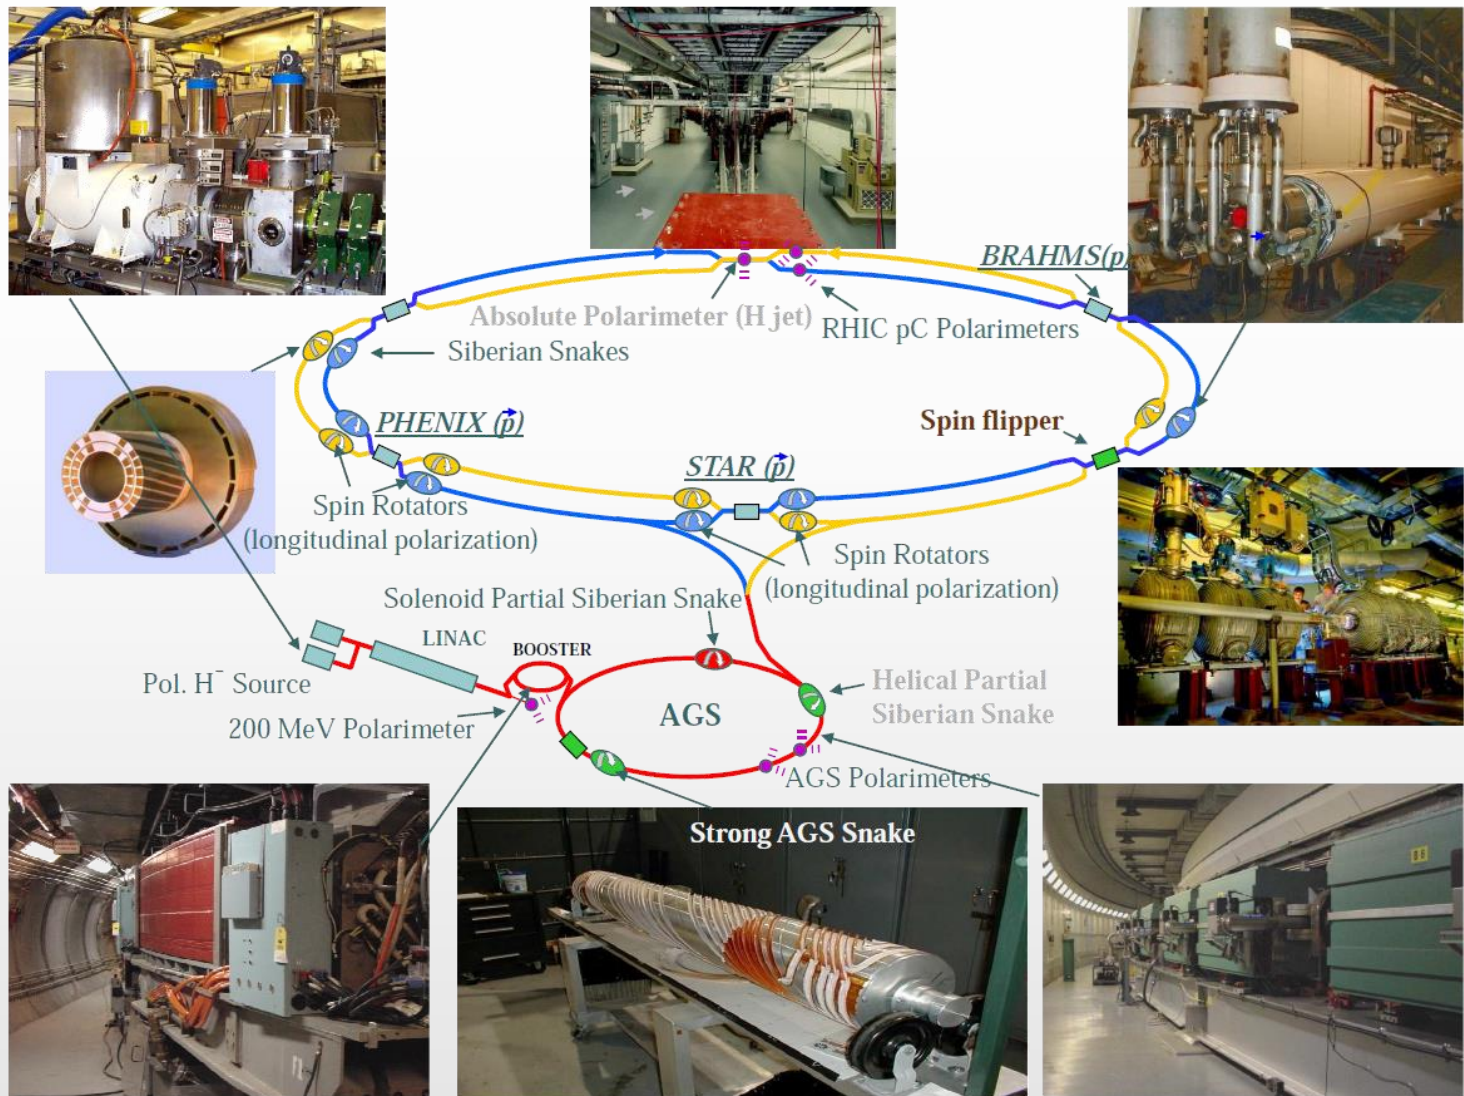 BRAHMS(p)
Absolute Polarimeter (H jet)
RHIC pC Polarimeters
Siberian Snakes
PHENIX (p)
Spin flipper
STAR (p)
Spin Rotators
(longitudinal polarization)
Spin Rotators
(longitudinal polarization)
Solenoid Partial Siberian Snake
LINAC
BOOSTER
Pol. H⁻ Source
Helical Partial
Siberian Snake
200 MeV Polarimeter
AGS
AGS Polarimeters
Strong AGS Snake